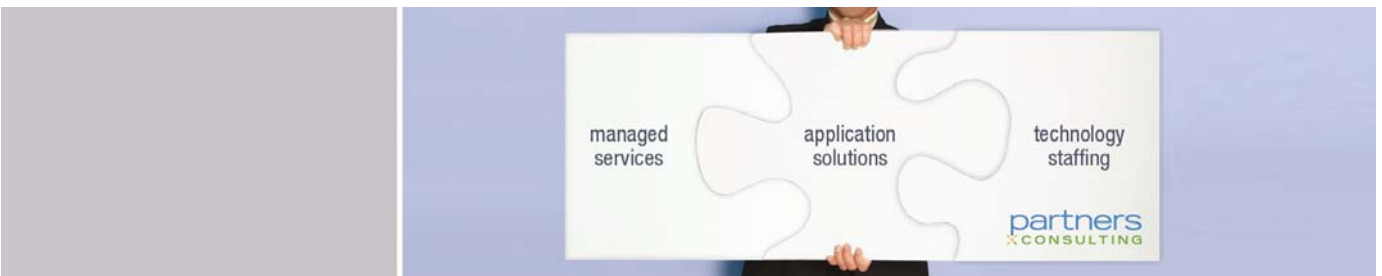 managed
services
application
solutions
technology
staffing
partners
CONSULTING